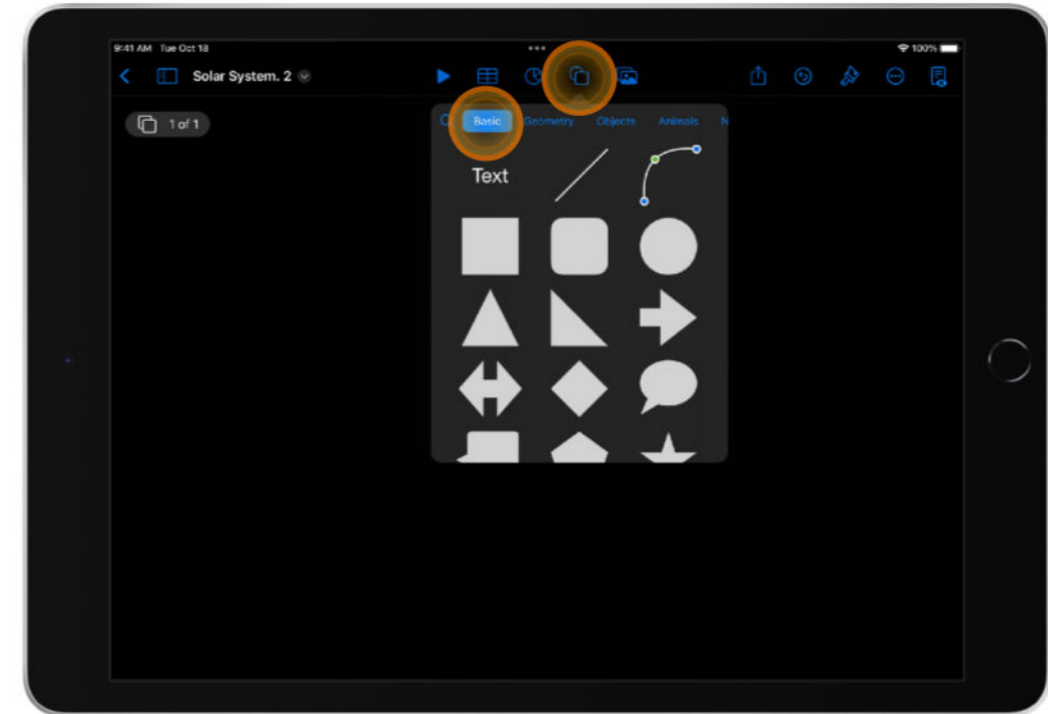 9:41 AM Tue Oct 18
100%
Solar System. 2
1 of 1
Basic Geometry Objects Animals N
Text